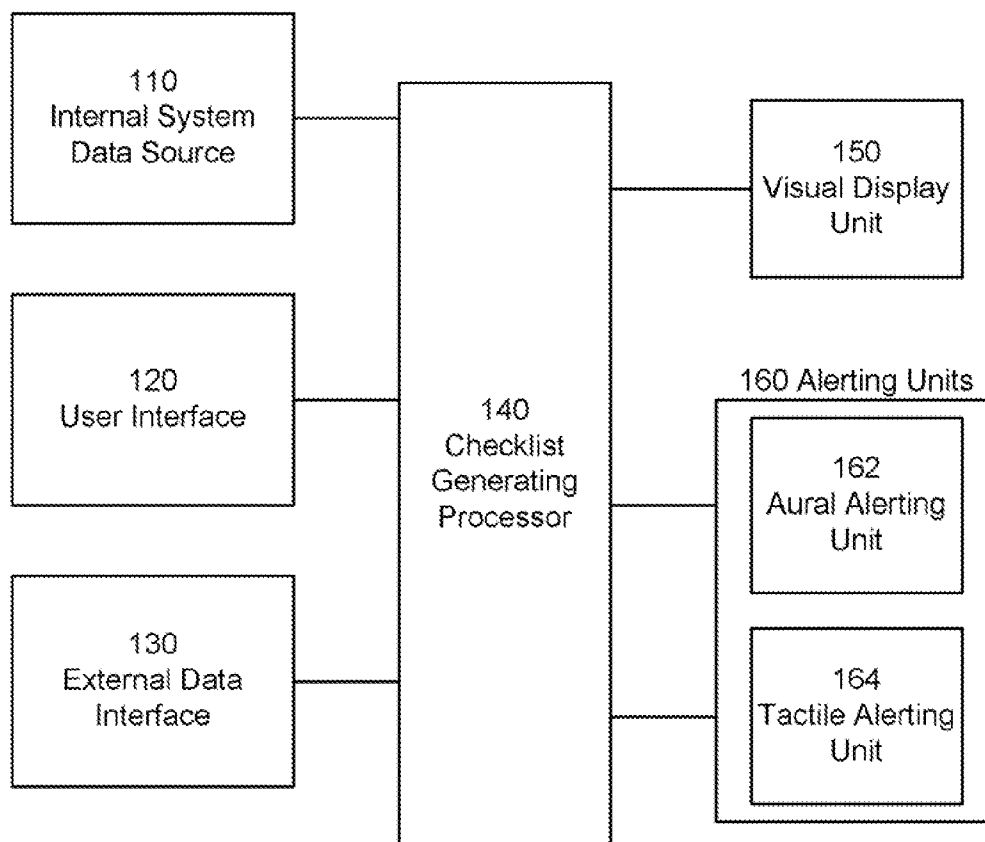 110
Internal System
Data Source
120
User Interface
130
External Data
Interface
140
Checklist
Generating
Processor
150
Visual Display
Unit
160 Alerting Units
162
Aural Alerting
Unit
164
Tactile Alerting
Unit